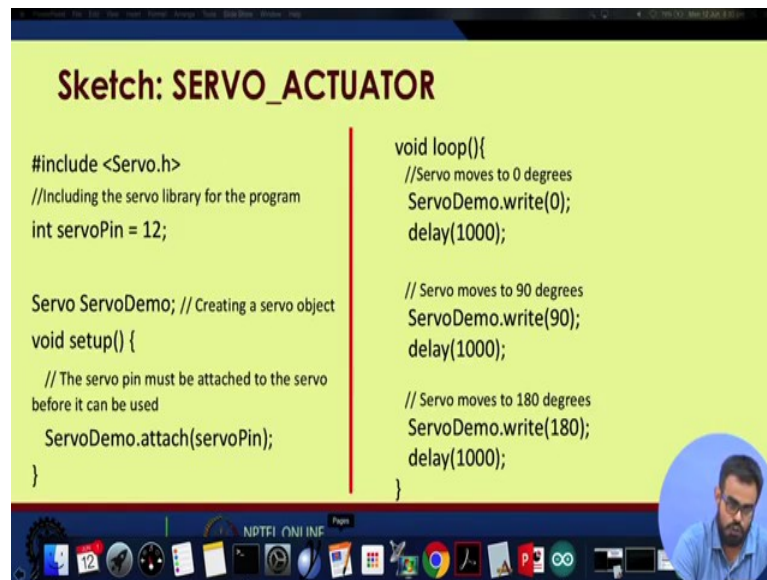 Sketch: SERVO_ACTUATOR
#include <Servo.h>
//Including the servo library for the program
int servoPin = 12;
Servo ServoDemo; // Creating a servo object
void setup() {
// The servo pin must be attached to the servo
before it can be used
ServoDemo.attach(servoPin);
}
void loop(){
//Servo moves to 0 degrees
ServoDemo.write(0);
delay(1000);
// Servo moves to 90 degrees
ServoDemo.write(90);
delay(1000);
// Servo moves to 180 degrees
ServoDemo.write(180);
delay(1000);
}
Pages
NPTEL ONLINE
12